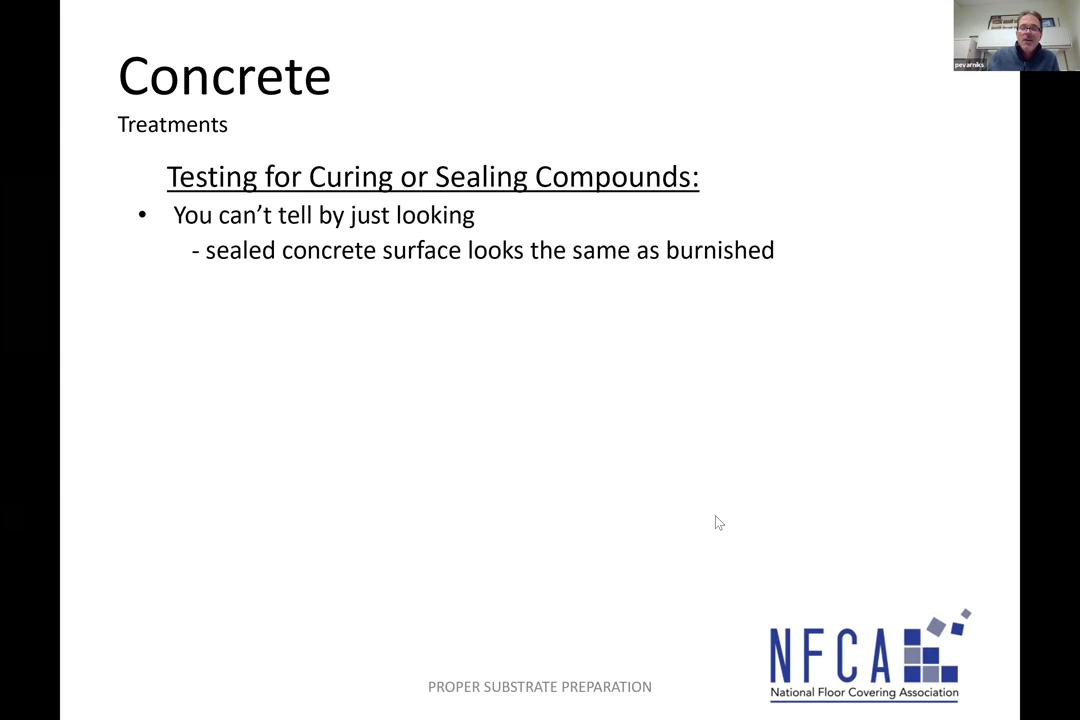 Concrete
Treatments
Testing for Curing or Sealing Compounds:
• You can’t tell by just looking
- sealed concrete surface looks the same as burnished
pevarniks
PROPER SUBSTRATE PREPARATION
NFCA
National Floor Covering Association